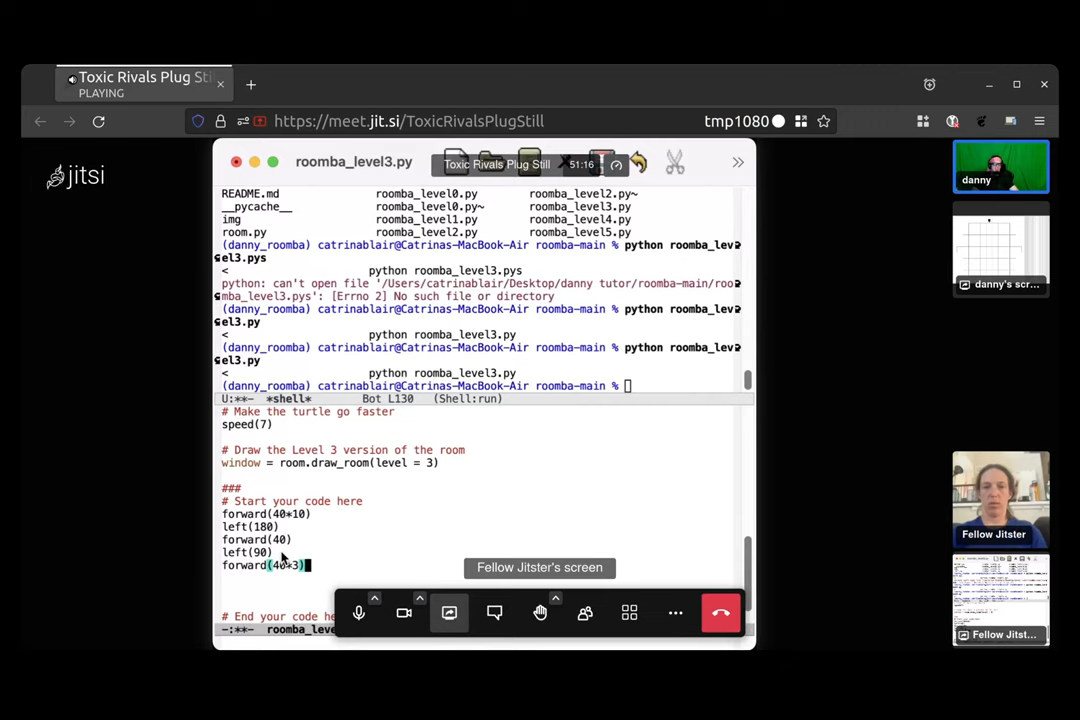 Toxic Rivals Plug Sti
PLAYING
https://meet.jit.si/ToxicRivalsPlugStill
tmp1080
jitsi
roomba_level3.py
Toxic Rivals Plug Still
51:16
README.md roomba_level0.py roomba_level2.py~
__pycache__ roomba_level0.py~ roomba_level3.py
img roomba_level1.py roomba_level4.py
room.py roomba_level2.py roomba_level5.py
(danny_roomba) catrinablair@Catrinas-MacBook-Air roomba-main % python roomba_lev
el3.pys
< python roomba_level3.pys
python: can't open file '/Users/catrinablair/Desktop/danny tutor/roomba-main/roo
mba_level3.pys': [Errno 2] No such file or directory
(danny_roomba) catrinablair@Catrinas-MacBook-Air roomba-main % python roomba_lev
el3.py
< python roomba_level3.py
(danny_roomba) catrinablair@Catrinas-MacBook-Air roomba-main % python roomba_lev
el3.py
< python roomba_level3.py
(danny_roomba) catrinablair@Catrinas-MacBook-Air roomba-main %
U:**- *shell* Bot L130 (Shell:run)
# Make the turtle go faster
speed(7)
# Draw the Level 3 version of the room
window = room.draw_room(level = 3)
###
# Start your code here
forward(40*10)
left(180)
forward(40)
left(90)
forward(40*3)
# End your code he
-:**- roomba_leve
Fellow Jitster's screen
danny
danny's scr...
Fellow Jitster
Fellow Jitst...